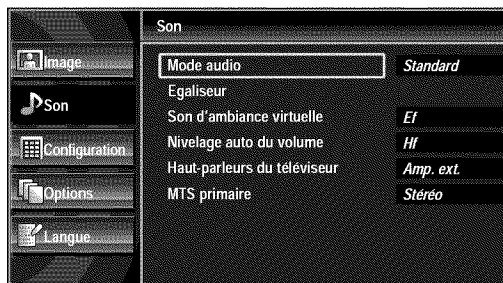 Son
Image
Son
Configuration
Options
Langue
Mode audio Standard
Egaliseur
Son d'ambiance virtuelle Ef
Nivelage auto du volume Hf
Haut-parleurs du téléviseur Amp. ext.
MTS primaire Stéréo